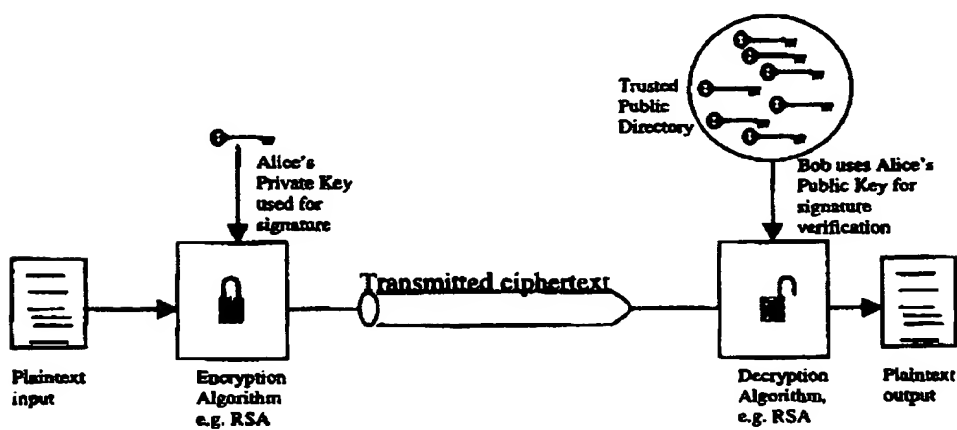 Trusted
Public
Directory
Alice's
Private Key
used for
signature
Bob uses Alice's
Public Key for
signature
verification
Transmitted ciphertext
Plaintext
input
Encryption
Algorithm
e.g. RSA
Decryption
Algorithm,
e.g. RSA
Plaintext
output